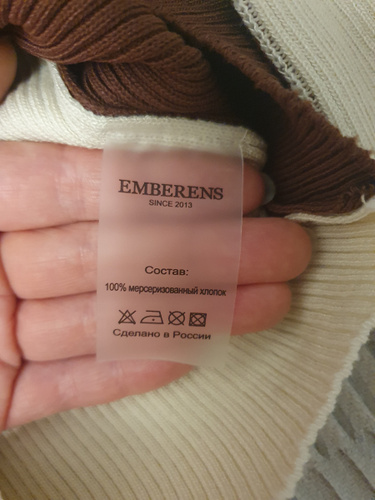 EMBERENS
SINCE 2013
Состав:
100% мерсеризованный хлопок
Сделано в России